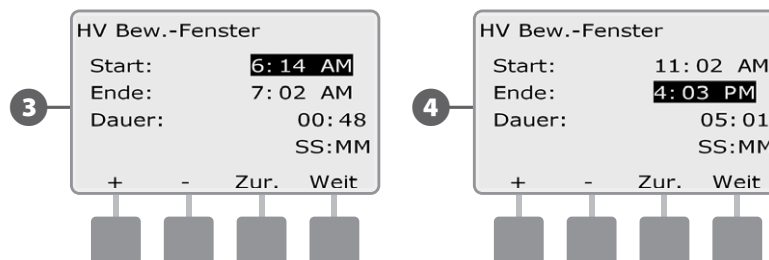 3
HV Bew.-Fenster
Start: 6:14 AM
Ende: 7:02 AM
Dauer: 00:48
SS:MM
+ - Zur. Weit
4
HV Bew.-Fenster
Start: 11:02 AM
Ende: 4:03 PM
Dauer: 05:01
SS:MM
+ - Zur. Weit